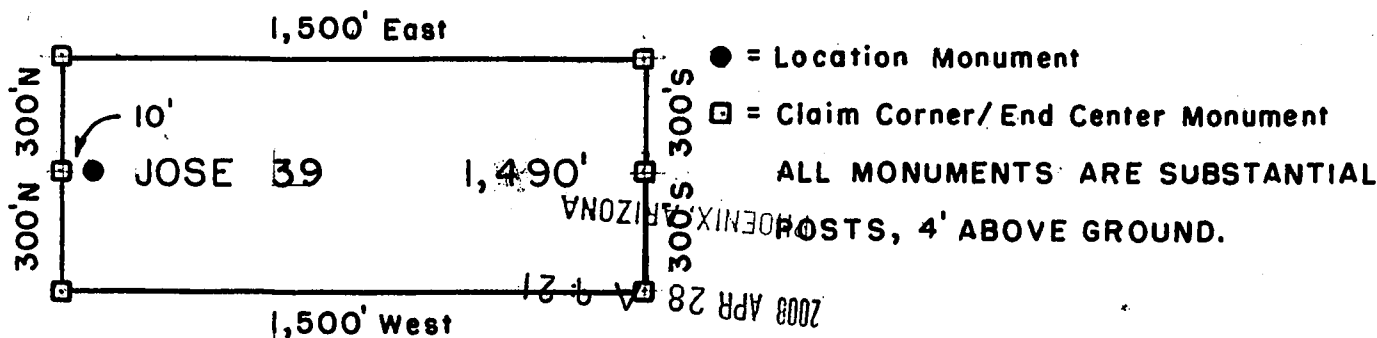 1,500' East
300'N
10'
300'N
JOSE 39
1,490'
300'S
300'S
1,500' West
● = Location Monument
⊡ = Claim Corner/End Center Monument
ALL MONUMENTS ARE SUBSTANTIAL
POSTS, 4' ABOVE GROUND.
2008 APR 28 A 9:21
PHOENIX, ARIZONA